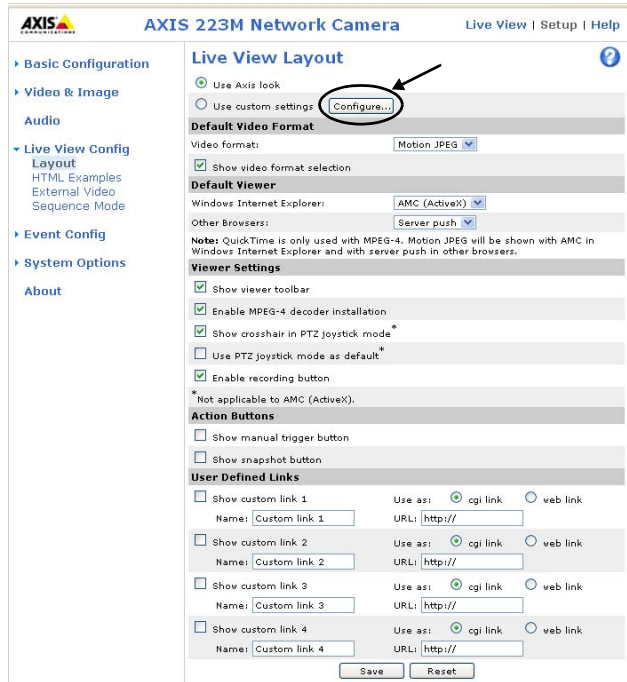 AXIS
COMMUNICATIONS
AXIS 223M Network Camera
Live View | Setup | Help
Basic Configuration
Video & Image
Audio
Live View Config
Layout
HTML Examples
External Video
Sequence Mode
Event Config
System Options
About
Live View Layout
?
Use Axis look
Use custom settings Configure...
Default Video Format
Video format: Motion JPEG
Show video format selection
Default Viewer
Windows Internet Explorer: AMC (ActiveX)
Other Browsers: Server push
Note: QuickTime is only used with MPEG-4. Motion JPEG will be shown with AMC in
Windows Internet Explorer and with server push in other browsers.
Viewer Settings
Show viewer toolbar
Enable MPEG-4 decoder installation
Show crosshair in PTZ joystick mode*
Use PTZ joystick mode as default*
Enable recording button
*Not applicable to AMC (ActiveX).
Action Buttons
Show manual trigger button
Show snapshot button
User Defined Links
Show custom link 1 Use as: cgi link web link
Name: Custom link 1 URL: http://
Show custom link 2 Use as: cgi link web link
Name: Custom link 2 URL: http://
Show custom link 3 Use as: cgi link web link
Name: Custom link 3 URL: http://
Show custom link 4 Use as: cgi link web link
Name: Custom link 4 URL: http://
Save Reset